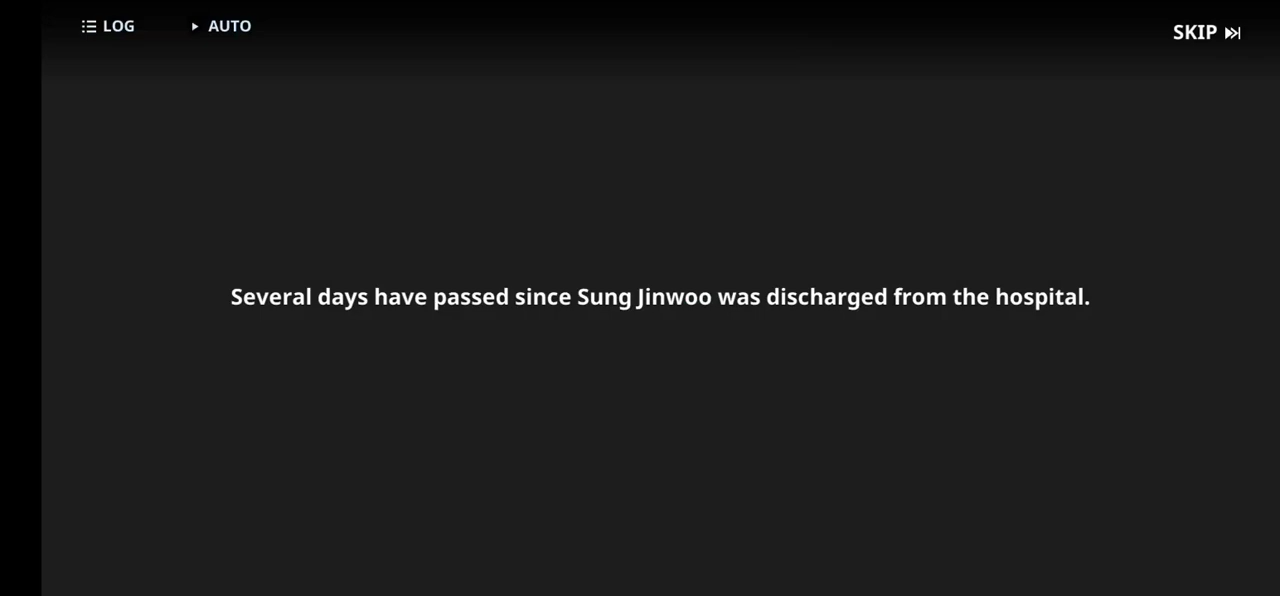 LOG
AUTO
SKIP
Several days have passed since Sung Jinwoo was discharged from the hospital.